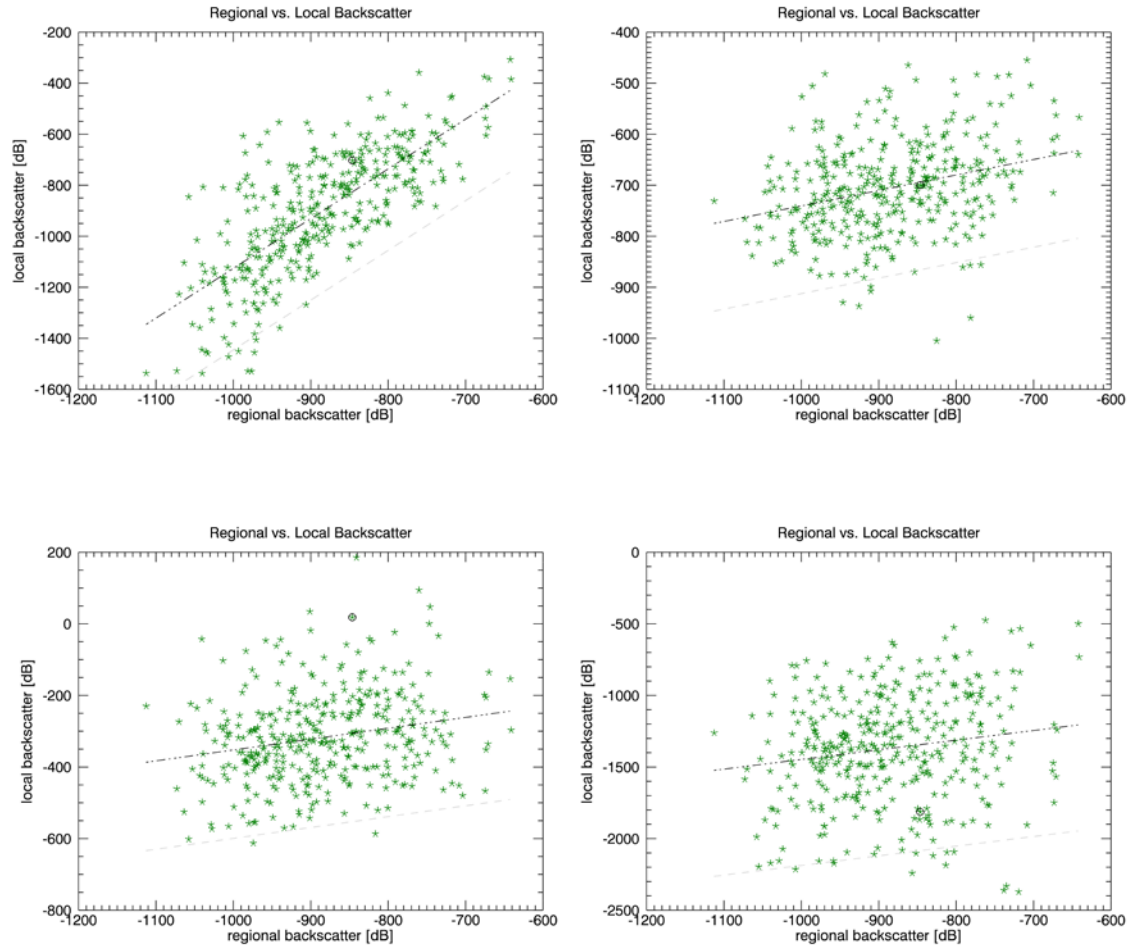 Regional vs. Local Backscatter
-200
-400
-600
-800
-1000
-1200
-1400
-1600
local backscatter [dB]
-1200 -1100 -1000 -900 -800 -700 -600
regional backscatter [dB]
Regional vs. Local Backscatter
-400
-500
-600
-700
-800
-900
-1000
-1100
local backscatter [dB]
-1200 -1100 -1000 -900 -800 -700 -600
regional backscatter [dB]
Regional vs. Local Backscatter
200
0
-200
-400
-600
-800
local backscatter [dB]
-1200 -1100 -1000 -900 -800 -700 -600
regional backscatter [dB]
Regional vs. Local Backscatter
0
-500
-1000
-1500
-2000
-2500
local backscatter [dB]
-1200 -1100 -1000 -900 -800 -700 -600
regional backscatter [dB]